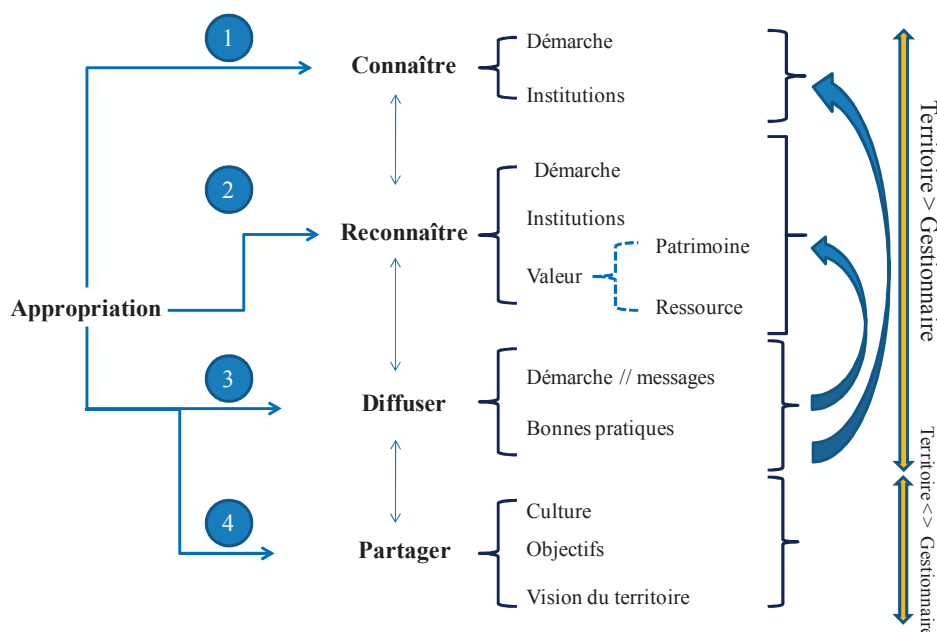 1
Connaître
Démarche
Institutions
2
Reconnaître
Démarche
Institutions
Valeur
Patrimoine
Ressource
Appropriation
3
Diffuser
Démarche // messages
Bonnes pratiques
4
Partager
Culture
Objectifs
Vision du territoire
Territoire > Gestionnaire
Territoire < > Gestionnaire